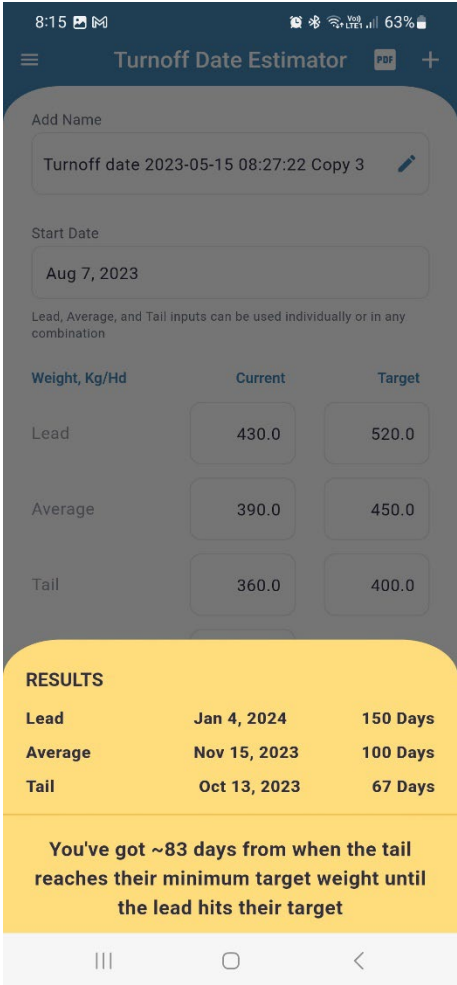 8:15 63%
Turnoff Date Estimator PDF
Add Name
Turnoff date 2023-05-15 08:27:22 Copy 3
Start Date
Aug 7, 2023
Lead, Average, and Tail inputs can be used individually or in any
combination
Weight, Kg/Hd Current Target
Lead 430.0 520.0
Average 390.0 450.0
Tail 360.0 400.0
RESULTS
Lead Jan 4, 2024 150 Days
Average Nov 15, 2023 100 Days
Tail Oct 13, 2023 67 Days
You've got ~83 days from when the tail
reaches their minimum target weight until
the lead hits their target